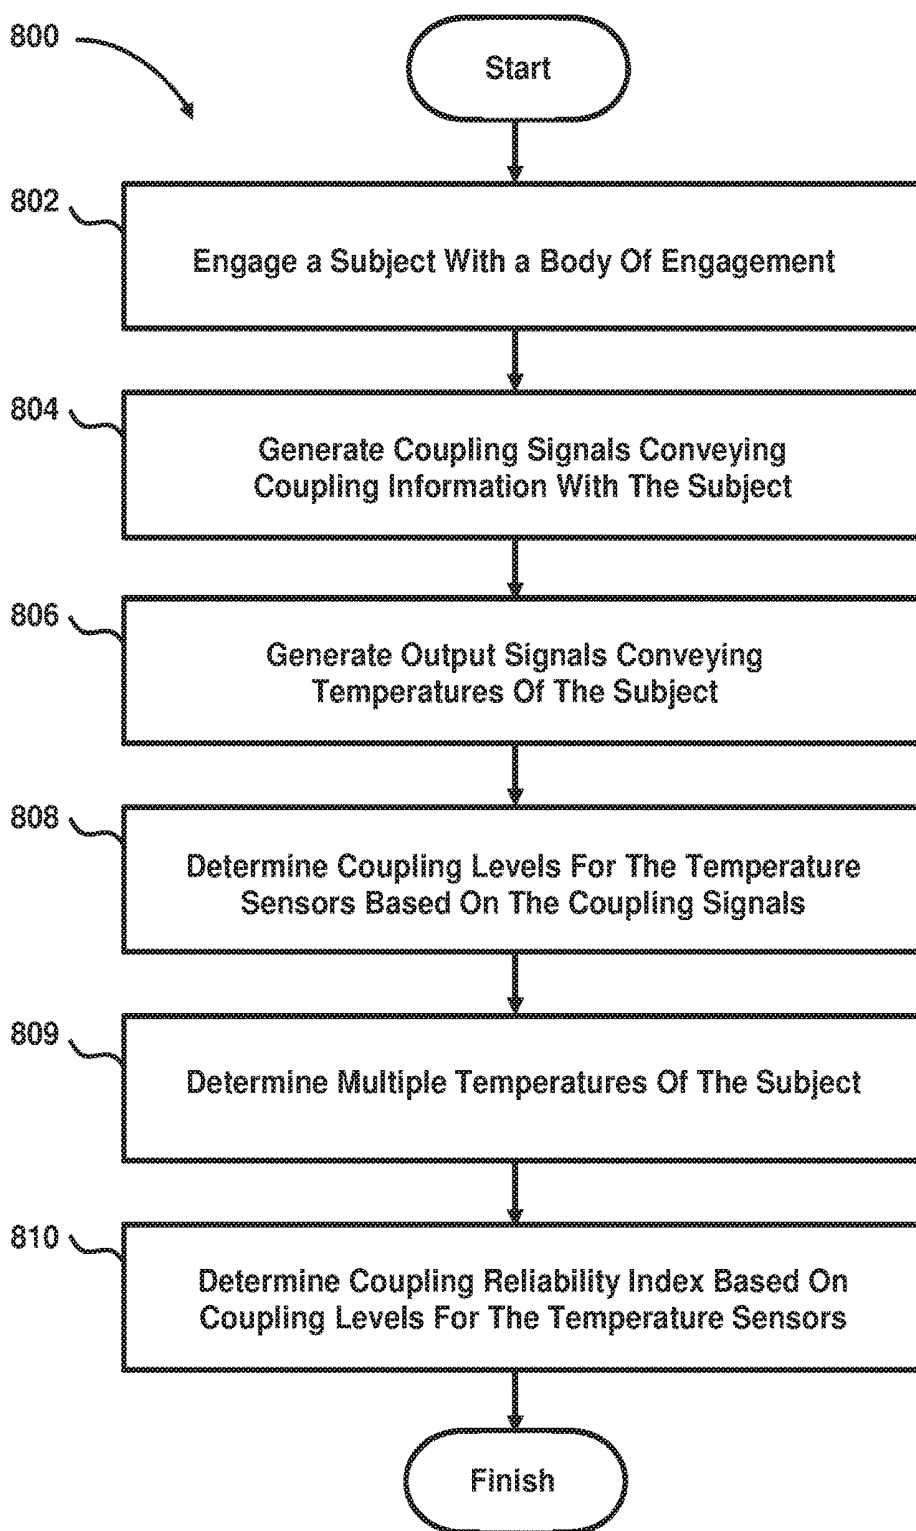 800
Start
802
Engage a Subject With a Body Of Engagement
804
Generate Coupling Signals Conveying
Coupling Information With The Subject
806
Generate Output Signals Conveying
Temperatures Of The Subject
808
Determine Coupling Levels For The Temperature
Sensors Based On The Coupling Signals
809
Determine Multiple Temperatures Of The Subject
810
Determine Coupling Reliability Index Based On
Coupling Levels For The Temperature Sensors
Finish